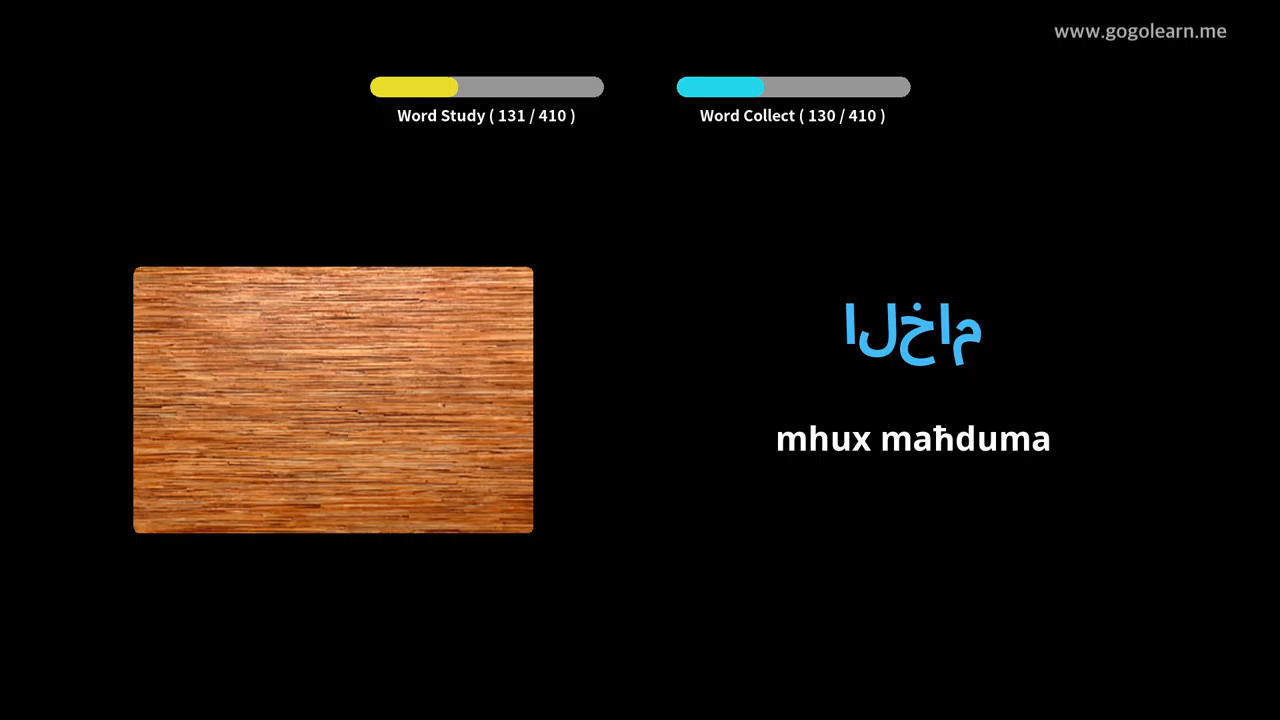 www.gogolearn.me
Word Study ( 131 / 410 )
Word Collect ( 130 / 410 )
الخام
mhux maħduma